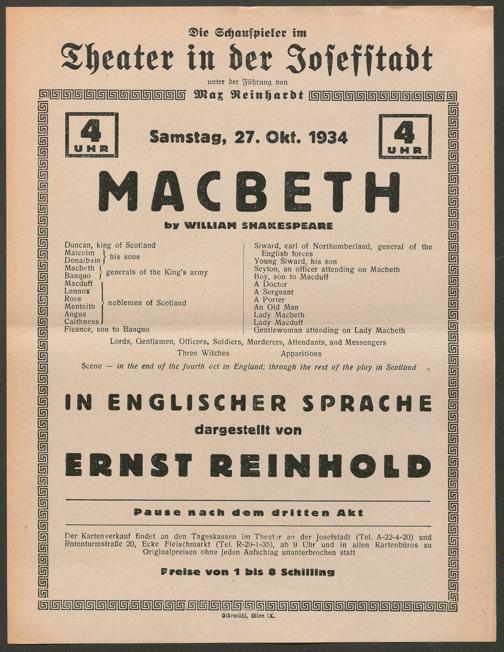 Die Schauspieler im
Theater in der Josefstadt
unter der Führung von
Max Reinhardt
4 UHR
Samstag, 27. Okt. 1934
4 UHR
MACBETH
by WILLIAM SHAKESPEARE
Duncan, king of Scotland
Malcolm
Donalbain
his sons
Macbeth
Banquo
generals of the King's army
Macduff
Lennox
Ross
Menteith
Angus
Caithness
noblemen of Scotland
Fleance, son to Banquo
Siward, earl of Northumberland, general of the
English forces
Young Siward, his son
Seyton, an officer attending on Macbeth
Boy, son to Macduff
A Doctor
A Sergeant
A Porter
An Old Man
Lady Macbeth
Lady Macduff
Gentlewoman attending on Lady Macbeth
Lords, Gentlemen, Officers, Soldiers, Murderers, Attendants, and Messengers
Three Witches Apparitions
Scene — in the end of the fourth act in England; through the rest of the play in Scotland
IN ENGLISCHER SPRACHE
dargestellt von
ERNST REINHOLD
Pause nach dem dritten Akt
Der Kartenverkauf findet an den Tageskassen im Theater an der Josefstadt (Tel. A-22-4-20) und
Rotenturmstraße 20, Ecke Fleischmarkt (Tel. R-29-1-35), ab 9 Uhr und in allen Kartenbüros zu
Originalpreisen ohne jeden Aufschlag ununterbrochen statt
Preise von 1 bis 8 Schilling
Elbemühl, Wien IX.